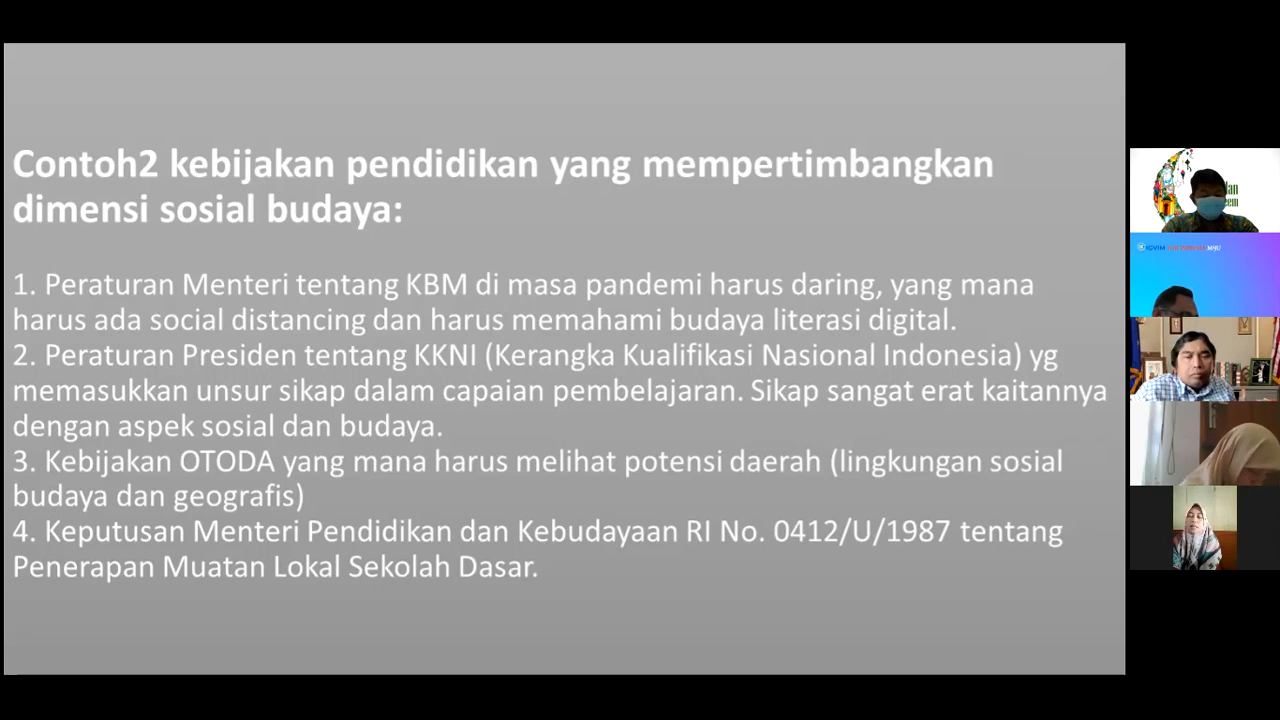 Contoh2 kebijakan pendidikan yang mempertimbangkan
dimensi sosial budaya:
1. Peraturan Menteri tentang KBM di masa pandemi harus daring, yang mana
harus ada social distancing dan harus memahami budaya literasi digital.
2. Peraturan Presiden tentang KKNI (Kerangka Kualifikasi Nasional Indonesia) yg
memasukkan unsur sikap dalam capaian pembelajaran. Sikap sangat erat kaitannya
dengan aspek sosial dan budaya.
3. Kebijakan OTODA yang mana harus melihat potensi daerah (lingkungan sosial
budaya dan geografis)
4. Keputusan Menteri Pendidikan dan Kebudayaan RI No. 0412/U/1987 tentang
Penerapan Muatan Lokal Sekolah Dasar.